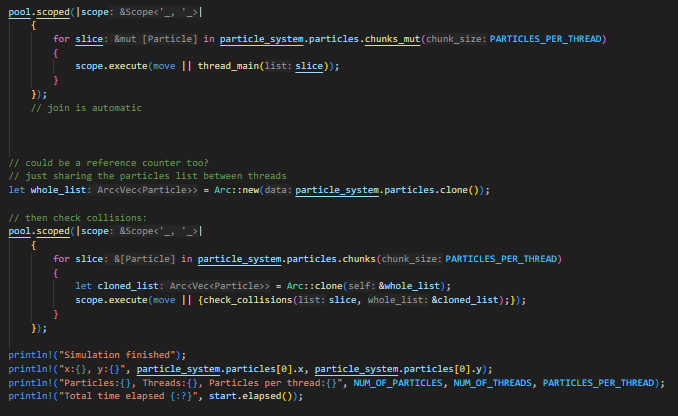 pool.scoped(|scope: &Scope<'_, '_>|
{
for slice: &mut [Particle] in particle_system.particles.chunks_mut(chunk_size: PARTICLES_PER_THREAD)
{
scope.execute(move || thread_main(list: slice));
}
});
// join is automatic
// could be a reference counter too?
// just sharing the particles list between threads
let whole_list: Arc<Vec<Particle>> = Arc::new(data: particle_system.particles.clone());
// then check collisions:
pool.scoped(|scope: &Scope<'_, '_>|
{
for slice: &[Particle] in particle_system.particles.chunks(chunk_size: PARTICLES_PER_THREAD)
{
let cloned_list: Arc<Vec<Particle>> = Arc::clone(self: &whole_list);
scope.execute(move || {check_collisions(list: slice, whole_list: &cloned_list);});
}
});
println!("Simulation finished");
println!("x:{}, y:{}", particle_system.particles[0].x, particle_system.particles[0].y);
println!("Particles:{}, Threads:{}, Particles per thread:{}", NUM_OF_PARTICLES, NUM_OF_THREADS, PARTICLES_PER_THREAD);
println!("Total time elapsed {:?}", start.elapsed());